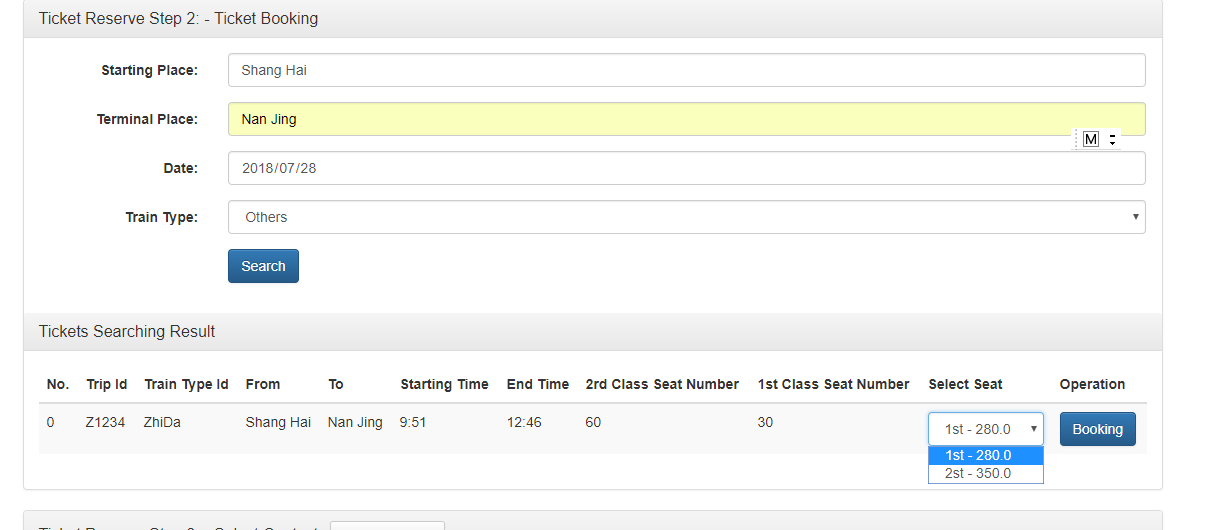 Ticket Reserve Step 2: - Ticket Booking
Starting Place: Shang Hai
Terminal Place: Nan Jing
M
Date: 2018/07/28
Train Type: Others
Search
Tickets Searching Result
No. Trip Id Train Type Id From To Starting Time End Time 2rd Class Seat Number 1st Class Seat Number Select Seat Operation
0 Z1234 ZhiDa Shang Hai Nan Jing 9:51 12:46 60 30 1st - 280.0 Booking
1st - 280.0
2st - 350.0